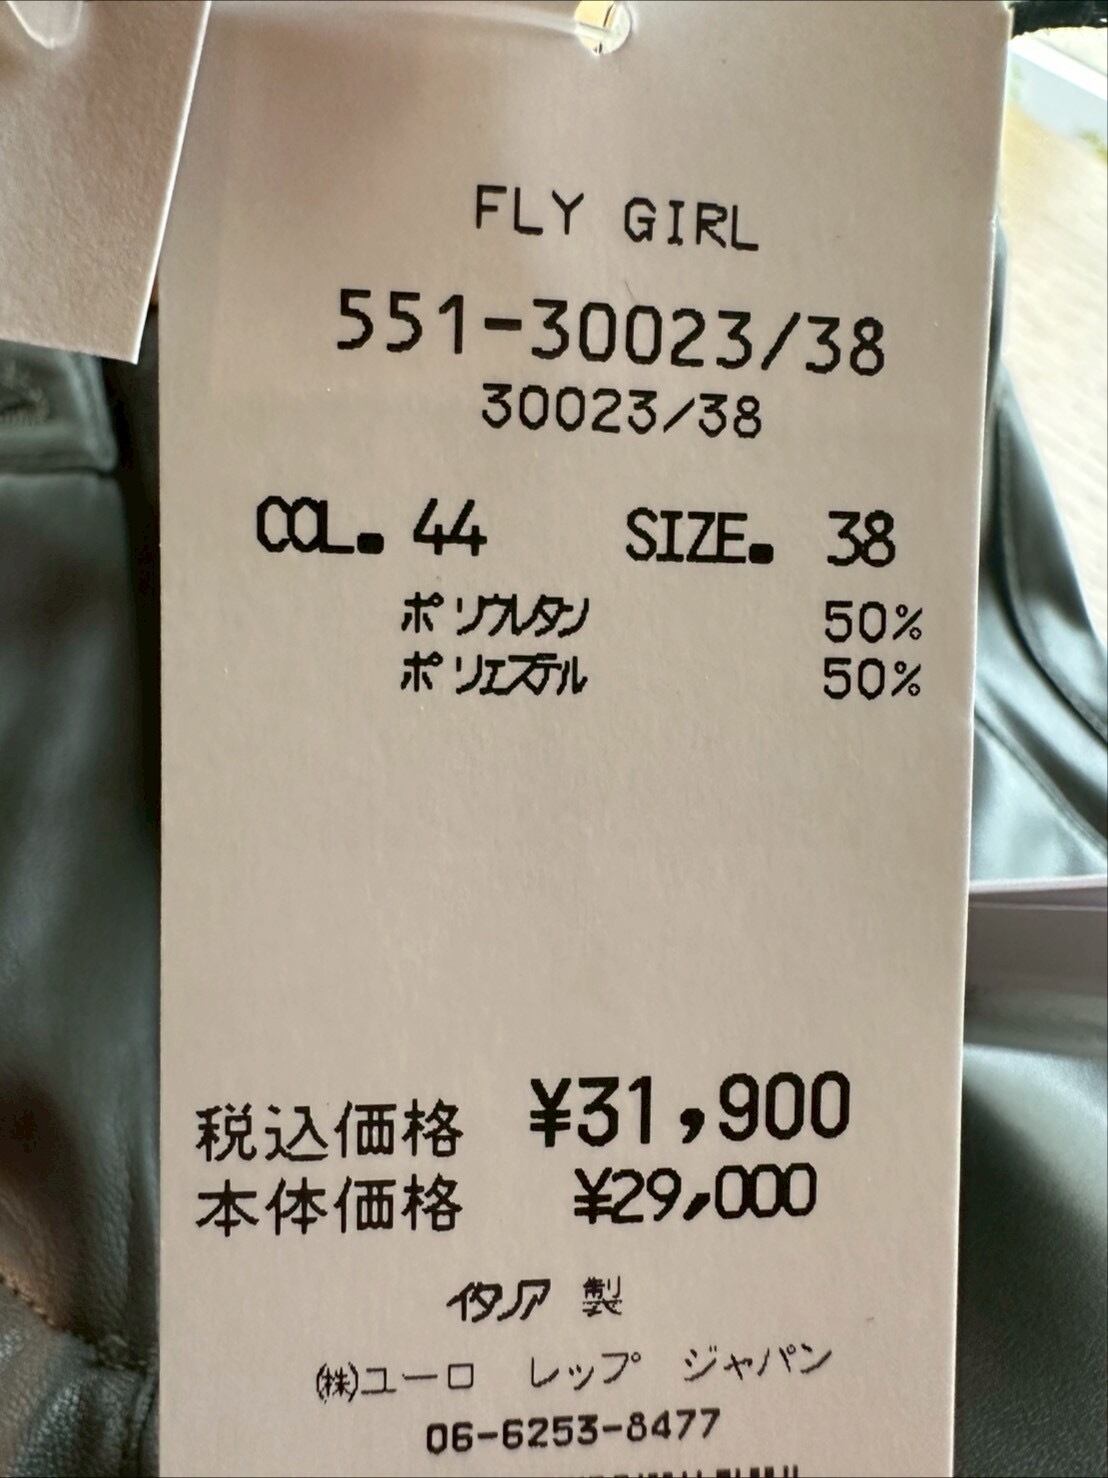 FLY GIRL
551-30023/38
30023/38
COL. 44 SIZE. 38
ポリウレタン 50%
ポリエステル 50%
税込価格 ¥31,900
本体価格 ¥29,000
イタリア 製
㈱ユーロ レップ ジャパン
06-6253-8477